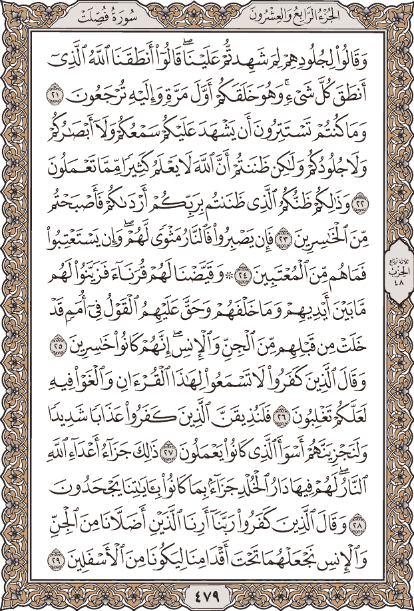 الجزء الرابع والعشرون
سورة فصلت
وَقَالُوا۟ لِجُلُودِهِمْ لِمَ شَهِدتُّمْ عَلَيْنَا ۖ قَالُوٓا۟ أَنطَقَنَا ٱللَّهُ ٱلَّذِىٓ
أَنطَقَ كُلَّ شَىْءٍ ۚ وَهُوَ خَلَقَكُمْ أَوَّلَ مَرَّةٍ وَإِلَيْهِ تُرْجَعُونَ ٢١
وَمَا كُنتُمْ تَسْتَتِرُونَ أَن يَشْهَدَ عَلَيْكُمْ سَمْعُكُمْ وَلَآ أَبْصَٰرُكُمْ
وَلَا جُلُودُكُمْ وَلَٰكِن ظَنَنتُمْ أَنَّ ٱللَّهَ لَا يَعْلَمُ كَثِيرًا مِّمَّا تَعْمَلُونَ
٢٢ وَذَٰلِكُمْ ظَنُّكُمُ ٱلَّذِى ظَنَنتُم بِرَبِّكُمْ أَرْدَىٰكُمْ فَأَصْبَحْتُم
مِّنَ ٱلْخَٰسِرِينَ ٢٣ فَإِن يَصْبِرُوا۟ فَٱلنَّارُ مَثْوًى لَّهُمْ ۖ وَإِن يَسْتَعْتِبُوا۟
فَمَا هُم مِّنَ ٱلْمُعْتَبِينَ ٢٤ ۞ وَقَيَّضْنَا لَهُمْ قُرَنَآءَ فَزَيَّنُوا۟ لَهُم
مَّا بَيْنَ أَيْدِيهِمْ وَمَا خَلْفَهُمْ وَحَقَّ عَلَيْهِمُ ٱلْقَوْلُ فِىٓ أُمَمٍ قَدْ
خَلَتْ مِن قَبْلِهِم مِّنَ ٱلْجِنِّ وَٱلْإِنسِ ۖ إِنَّهُمْ كَانُوا۟ خَٰسِرِينَ ٢٥
وَقَالَ ٱلَّذِينَ كَفَرُوا۟ لَا تَسْمَعُوا۟ لِهَٰذَا ٱلْقُرْءَانِ وَٱلْغَوْا۟ فِيهِ
لَعَلَّكُمْ تَغْلِبُونَ ٢٦ فَلَنُذِيقَنَّ ٱلَّذِينَ كَفَرُوا۟ عَذَابًا شَدِيدًا
وَلَنَجْزِيَنَّهُمْ أَسْوَأَ ٱلَّذِى كَانُوا۟ يَعْمَلُونَ ٢٧ ذَٰلِكَ جَزَآءُ أَعْدَآءِ ٱللَّهِ
ٱلنَّارُ ۖ لَهُمْ فِيهَا دَارُ ٱلْخُلْدِ ۖ جَزَآءًۢ بِمَا كَانُوا۟ بِـَٔايَٰتِنَا يَجْحَدُونَ
٢٨ وَقَالَ ٱلَّذِينَ كَفَرُوا۟ رَبَّنَآ أَرِنَا ٱلَّذَيْنِ أَضَلَّانَا مِنَ ٱلْجِنِّ
وَٱلْإِنسِ نَجْعَلْهُمَا تَحْتَ أَقْدَامِنَا لِيَكُونَا مِنَ ٱلْأَسْفَلِينَ ٢٩
الحزب
٤٨
٤٧٩